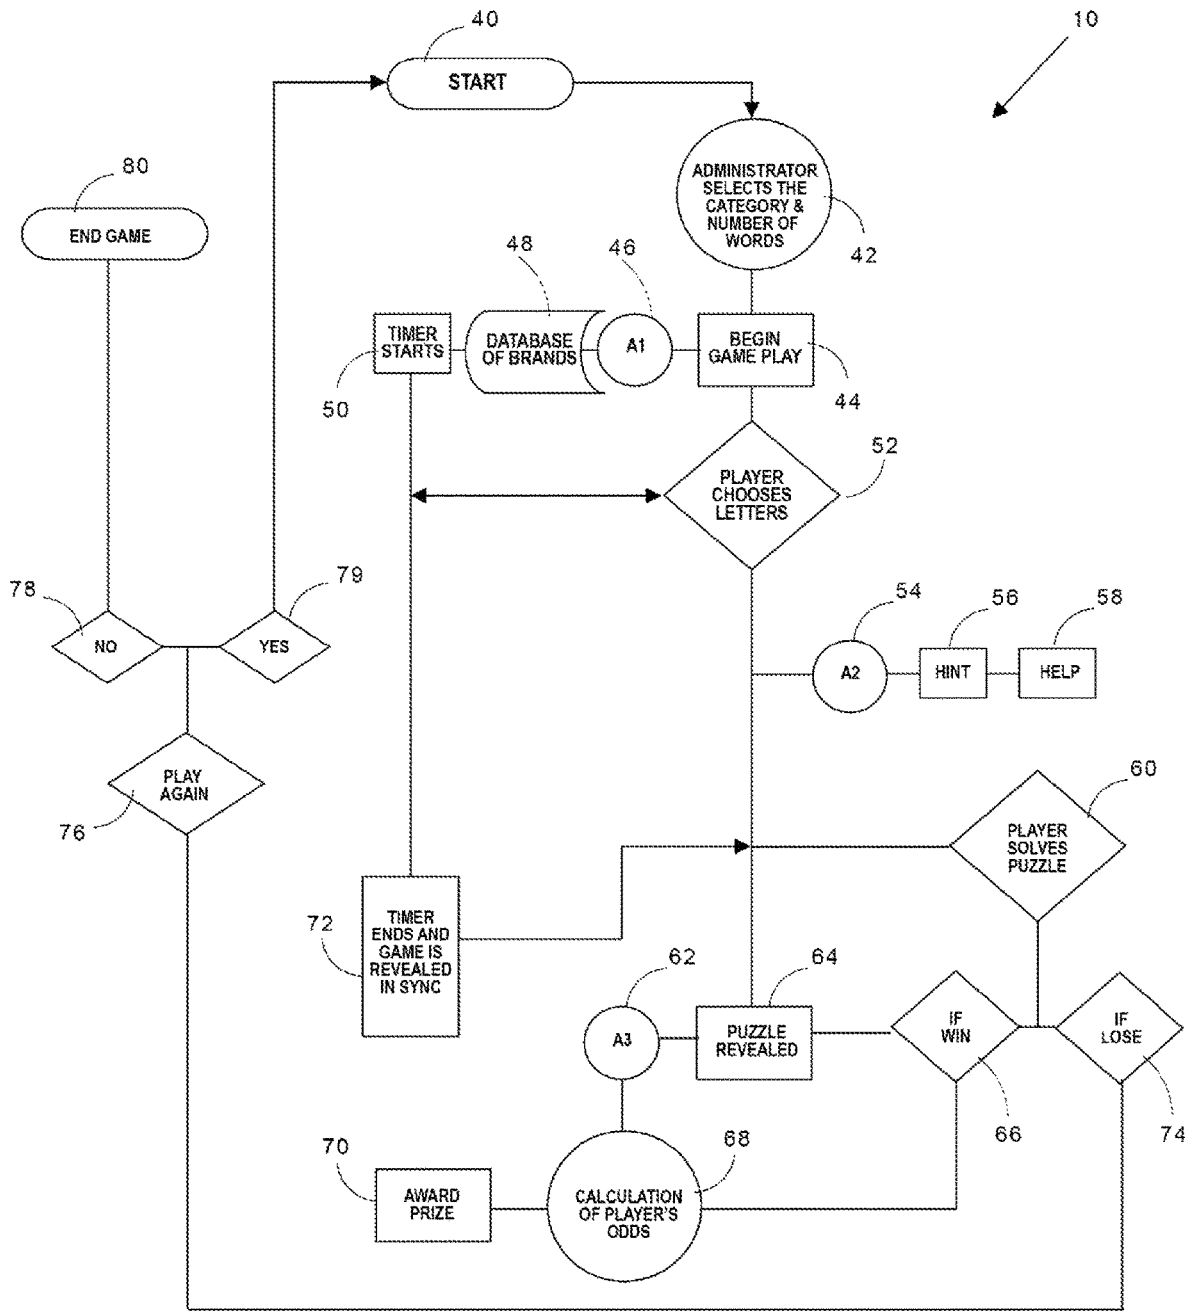 40
10
START
80
ADMINISTRATOR
SELECTS THE
CATEGORY &
NUMBER OF
WORDS
END GAME
42
48
46
TIMER
STARTS
DATABASE
OF BRANDS
A1
BEGIN
GAME PLAY
50
44
52
PLAYER
CHOOSES
LETTERS
78
79
54
56
58
NO
YES
A2
HINT
HELP
60
PLAY
AGAIN
76
PLAYER
SOLVES
PUZZLE
72
TIMER
ENDS AND
GAME IS
REVEALED
IN SYNC
62
64
A3
PUZZLE
REVEALED
IF
WIN
IF
LOSE
66
74
70
68
AWARD
PRIZE
CALCULATION
OF PLAYER'S
ODDS